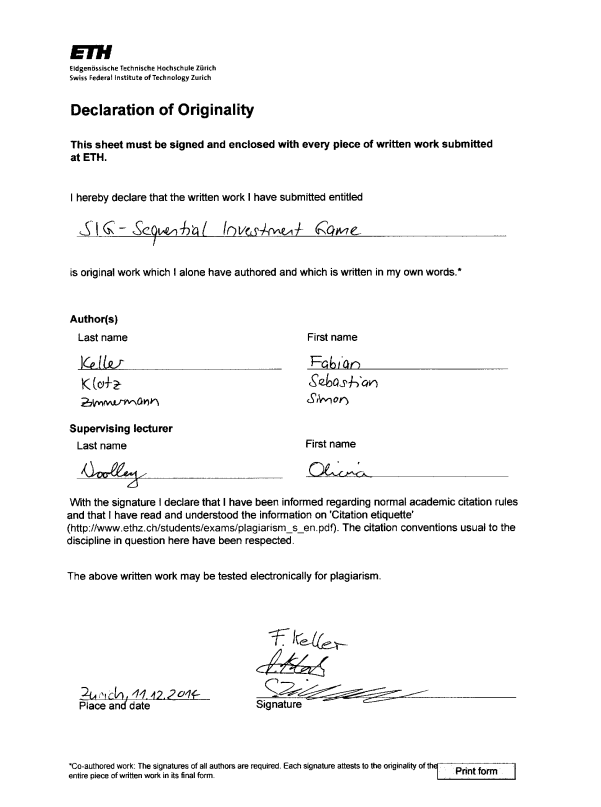 ETH
Eidgenössische Technische Hochschule Zürich
Swiss Federal Institute of Technology Zurich
Declaration of Originality
This sheet must be signed and enclosed with every piece of written work submitted
at ETH.
I hereby declare that the written work I have submitted entitled
SIG - Sequential Investment Game
is original work which I alone have authored and which is written in my own words.*
Author(s)
Last name First name
Keller Fabian
Klotz Sebastian
Zimmermann Simon
Supervising lecturer
Last name First name
Woolley Olivia
With the signature I declare that I have been informed regarding normal academic citation rules
and that I have read and understood the information on 'Citation etiquette'
(http://www.ethz.ch/students/exams/plagiarism_s_en.pdf). The citation conventions usual to the
discipline in question here have been respected.
The above written work may be tested electronically for plagiarism.
F. Keller
Zürich, 11.12.2014
Place and date Signature
*Co-authored work: The signatures of all authors are required. Each signature attests to the originality of the
entire piece of written work in its final form.
Print form